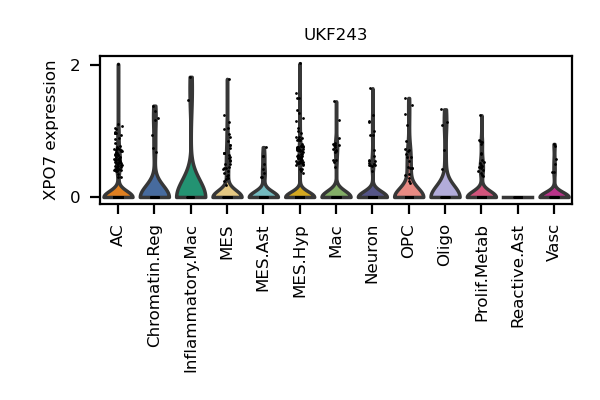 UKF243
XPO7 expression
2
0
AC
Chromatin.Reg
Inflammatory.Mac
MES
MES.Ast
MES.Hyp
Mac
Neuron
OPC
Oligo
Prolif.Metab
Reactive.Ast
Vasc